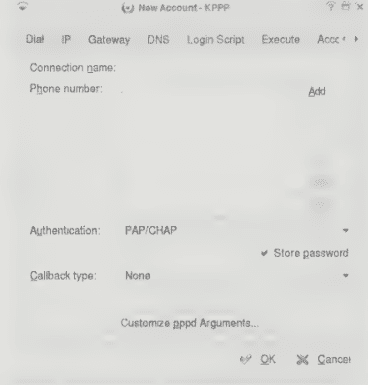 New Account - KPPP
Dial IP Gateway DNS Login Script Execute Acc
Connection name:
Phone number: Add
Authentication: PAP/CHAP
Store password
Callback type: None
Customize pppd Arguments...
OK Cancel